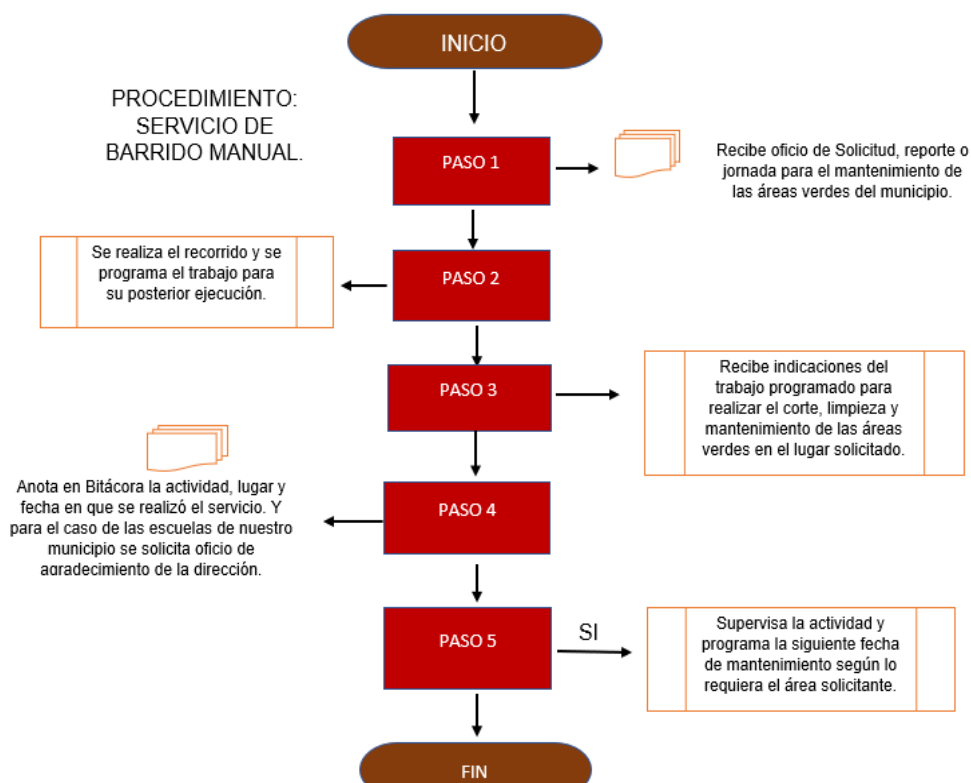 INICIO
PROCEDIMIENTO:
SERVICIO DE
BARRIDO MANUAL.
PASO 1
Recibe oficio de Solicitud, reporte o
jornada para el mantenimiento de
las áreas verdes del municipio.
Se realiza el recorrido y se
programa el trabajo para
su posterior ejecución.
PASO 2
PASO 3
Recibe indicaciones del
trabajo programado para
realizar el corte, limpieza y
mantenimiento de las áreas
verdes en el lugar solicitado.
Anota en Bitácora la actividad, lugar y
fecha en que se realizó el servicio. Y
para el caso de las escuelas de nuestro
municipio se solicita oficio de
agradecimiento de la dirección.
PASO 4
PASO 5
SI
Supervisa la actividad y
programa la siguiente fecha
de mantenimiento según lo
requiera el área solicitante.
FIN